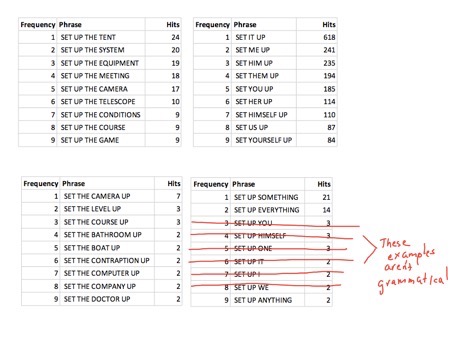 Frequency Phrase Hits
1 SET UP THE TENT 24
2 SET UP THE SYSTEM 20
3 SET UP THE EQUIPMENT 19
4 SET UP THE MEETING 18
5 SET UP THE CAMERA 17
6 SET UP THE TELESCOPE 10
7 SET UP THE CONDITIONS 9
8 SET UP THE COURSE 9
9 SET UP THE GAME 9
Frequency Phrase Hits
1 SET IT UP 618
2 SET ME UP 241
3 SET HIM UP 235
4 SET THEM UP 194
5 SET YOU UP 185
6 SET HER UP 114
7 SET HIMSELF UP 110
8 SET US UP 87
9 SET YOURSELF UP 84
Frequency Phrase Hits
1 SET THE CAMERA UP 7
2 SET THE LEVEL UP 3
3 SET THE COURSE UP 3
4 SET THE BATHROOM UP 2
5 SET THE BOAT UP 2
6 SET THE CONTRAPTION UP 2
7 SET THE COMPUTER UP 2
8 SET THE COMPANY UP 2
9 SET THE DOCTOR UP 2
Frequency Phrase Hits
1 SET UP SOMETHING 21
2 SET UP EVERYTHING 14
3 SET UP YOU 3
4 SET UP HIMSELF 3
5 SET UP ONE 3
6 SET UP IT 2
7 SET UP I 2
8 SET UP WE 2
9 SET UP ANYTHING 2
These
examples
aren't
grammatical